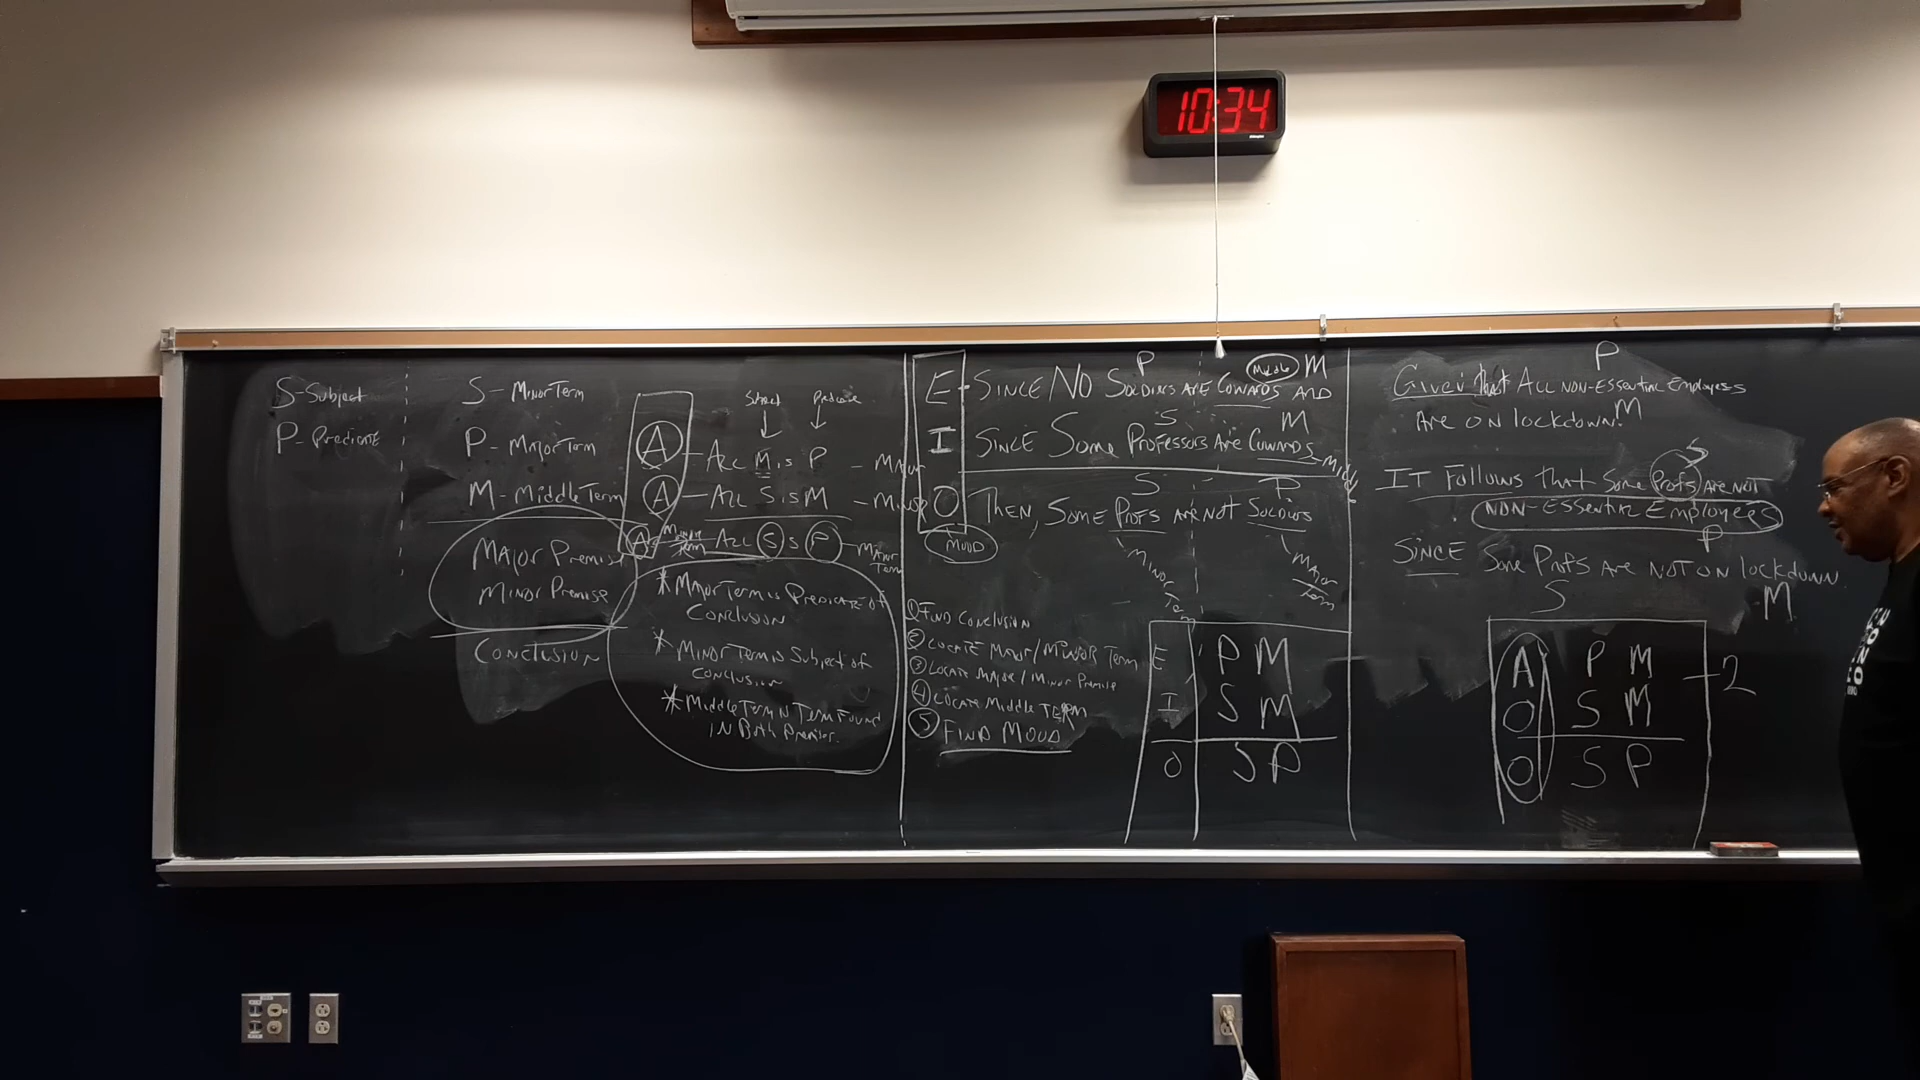 10:34
S-Subject
P-Predicate
S-Minor Term
P-Major Term
M-Middle Term
Major Premise
Minor Premise
Conclusion
Subject Predicate
A-All M is P - Major
A-All S is M - Minor
A All S is P - Major Term
* Major Term is Predicate of
Conclusion
* Minor Term is Subject of
Conclusion
* Middle Term is Term Found
in Both Premises.
P Middle M
E-Since No Soldiers are Cowards and
S M
I Since Some Professors are Cowards-Middle
S P
O Then, Some Profs are not Soldiers
Mood
Minor Te
Major Term
① Find Conclusion
② Locate Major/Minor Term
③ Locate Major/Minor Premise
④ Locate Middle Term
⑤ Find Mood
E P M
I S M
O S P
P
Given that All non-essential employees
are on lockdown. M
S
It Follows that Some Profs are not
non-essential employees
P
Since Some Profs are not on lockdown.
S M
A P M -2
O S M
O S P
2020